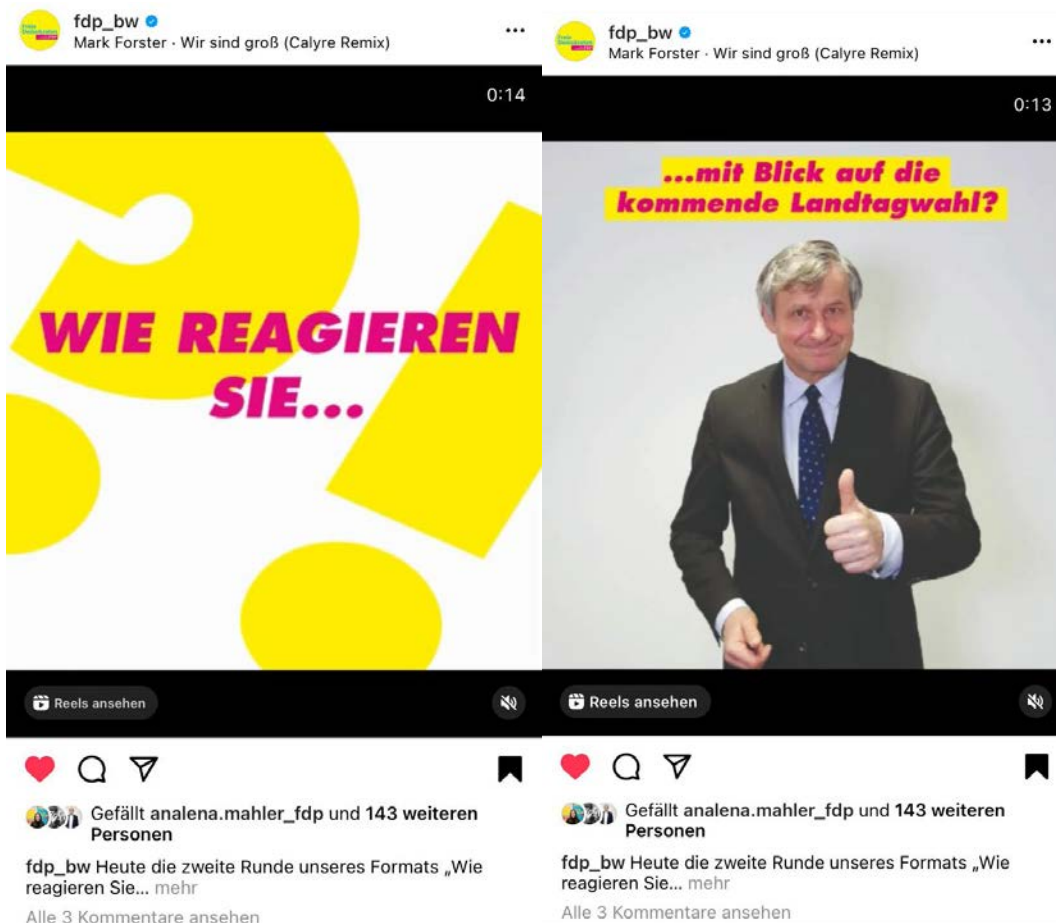 fdp_bw
Mark Forster · Wir sind groß (Calyre Remix)
0:14
WIE REAGIEREN
SIE...
Reels ansehen
Gefällt analena.mahler_fdp und 143 weiteren
Personen
fdp_bw Heute die zweite Runde unseres Formats „Wie
reagieren Sie... mehr
Alle 3 Kommentare ansehen
fdp_bw
Mark Forster · Wir sind groß (Calyre Remix)
0:13
...mit Blick auf die
kommende Landtagwahl?
Reels ansehen
Gefällt analena.mahler_fdp und 143 weiteren
Personen
fdp_bw Heute die zweite Runde unseres Formats „Wie
reagieren Sie... mehr
Alle 3 Kommentare ansehen